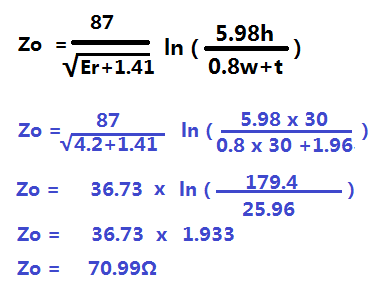 Zo = 87 / √Er+1.41 ln ( 5.98h / 0.8w+t )
Zo = 87 / √4.2+1.41 ln ( 5.98 x 30 / 0.8 x 30 +1.96 )
Zo = 36.73 x ln ( 179.4 / 25.96 )
Zo = 36.73 x 1.933
Zo = 70.99Ω